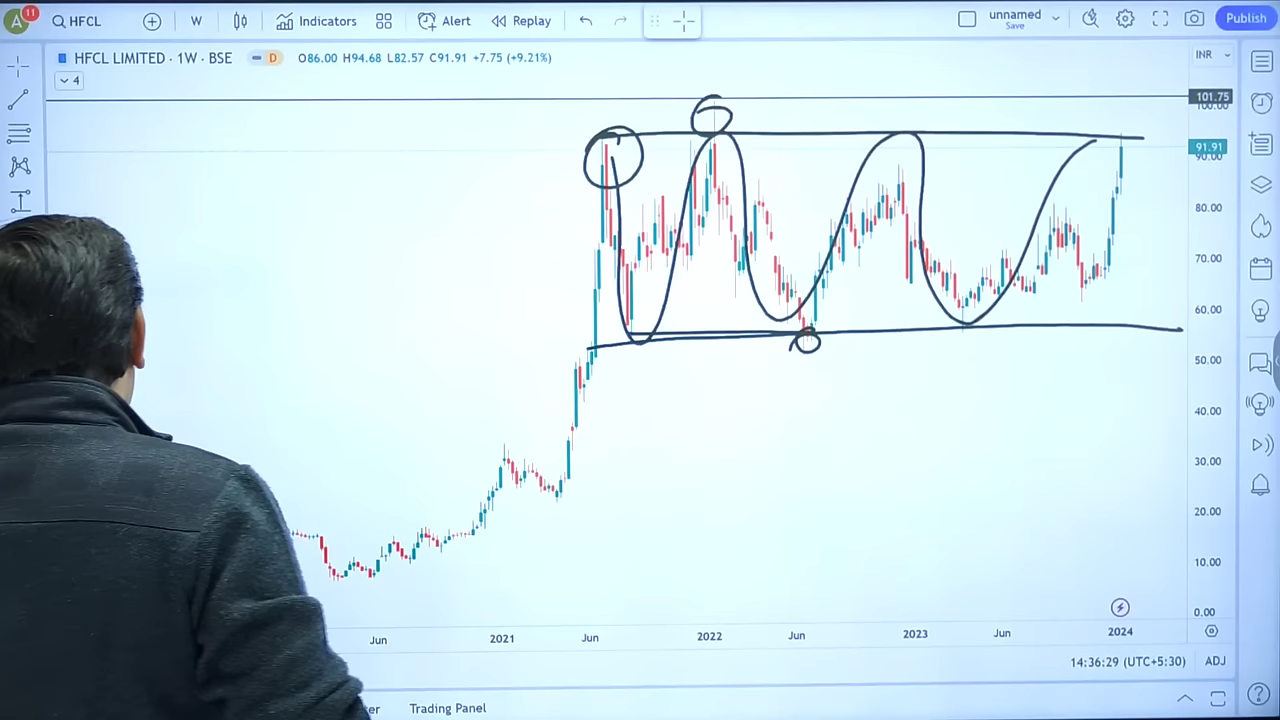 A 11 HFCL W Indicators Alert Replay unnamed Save Publish
HFCL LIMITED · 1W · BSE D O86.00 H94.68 L82.57 C91.91 +7.75 (+9.21%) INR
4
101.75
100.00
91.91
90.00
80.00
70.00
60.00
50.00
40.00
30.00
20.00
10.00
0.00
Jun 2021 Jun 2022 Jun 2023 Jun 2024
14:36:29 (UTC+5:30) ADJ
er Trading Panel